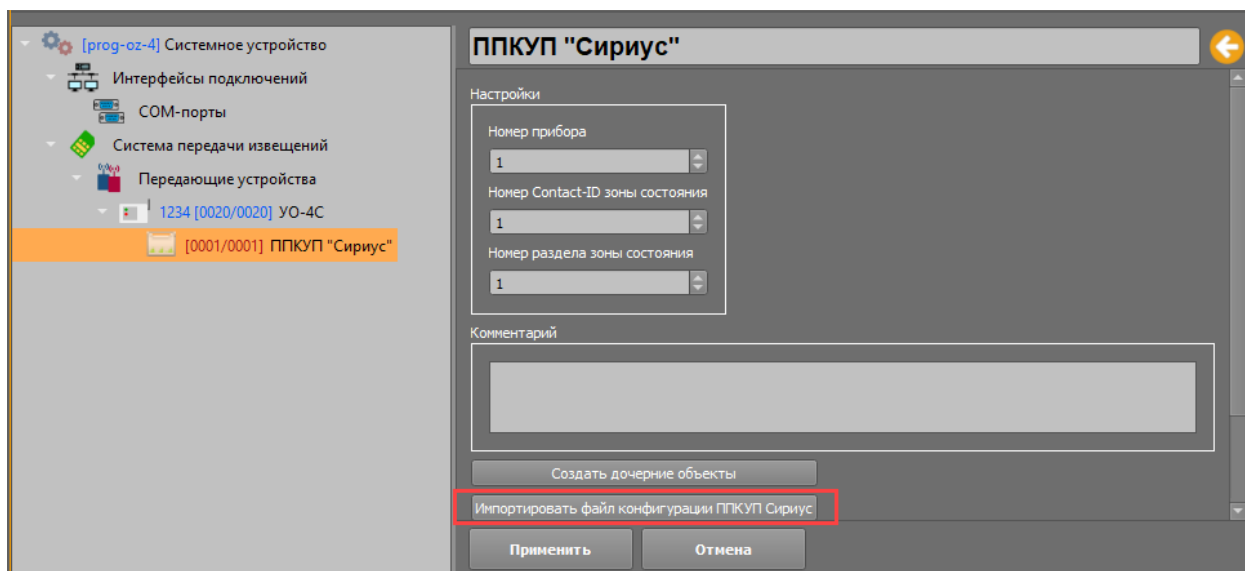 [prog-oz-4] Системное устройство
Интерфейсы подключений
COM-порты
Система передачи извещений
Передающие устройства
1234 [0020/0020] УО-4С
[0001/0001] ППКУП "Сириус"
ППКУП "Сириус"
Настройки
Номер прибора
1
Номер Contact-ID зоны состояния
1
Номер раздела зоны состояния
1
Комментарий
Создать дочерние объекты
Импортировать файл конфигурации ППКУП Сириус
Применить
Отмена